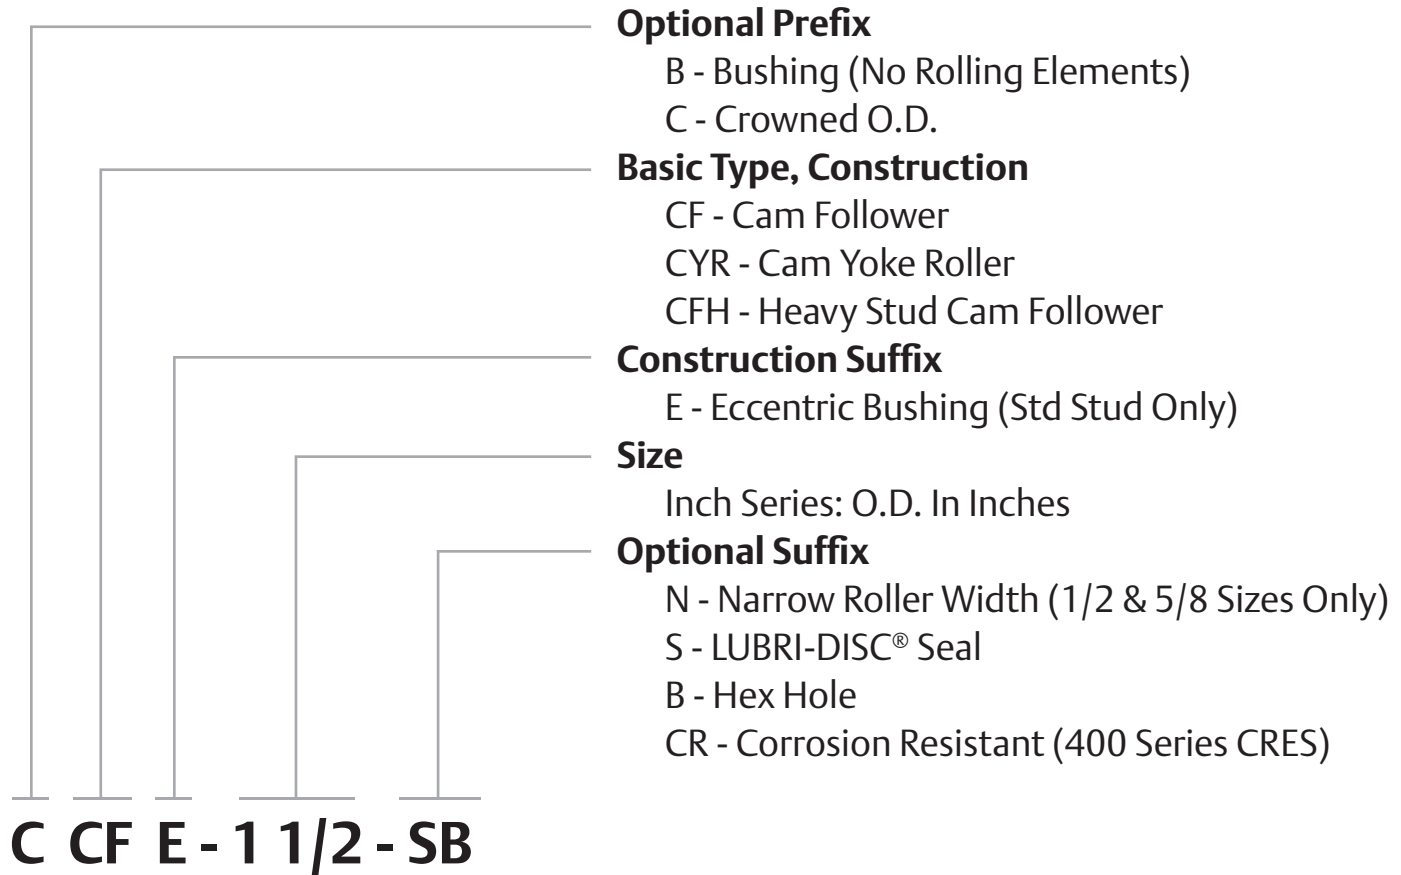 Optional Prefix
B - Bushing (No Rolling Elements)
C - Crowned O.D.
Basic Type, Construction
CF - Cam Follower
CYR - Cam Yoke Roller
CFH - Heavy Stud Cam Follower
Construction Suffix
E - Eccentric Bushing (Std Stud Only)
Size
Inch Series: O.D. In Inches
Optional Suffix
N - Narrow Roller Width (1/2 & 5/8 Sizes Only)
S - LUBRI-DISC® Seal
B - Hex Hole
CR - Corrosion Resistant (400 Series CRES)
C CF E - 1 1/2 - SB